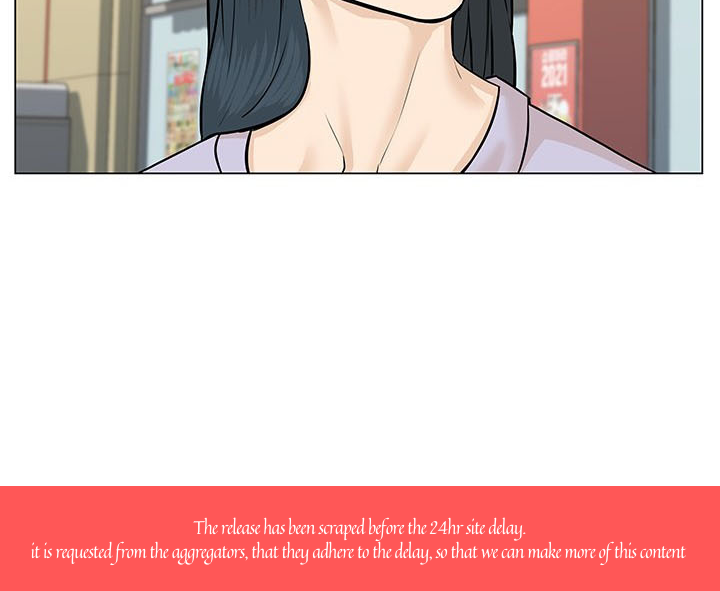 2021
The release has been scraped before the 24hr site delay.
it is requested from the aggregators, that they adhere to the delay, so that we can make more of this content